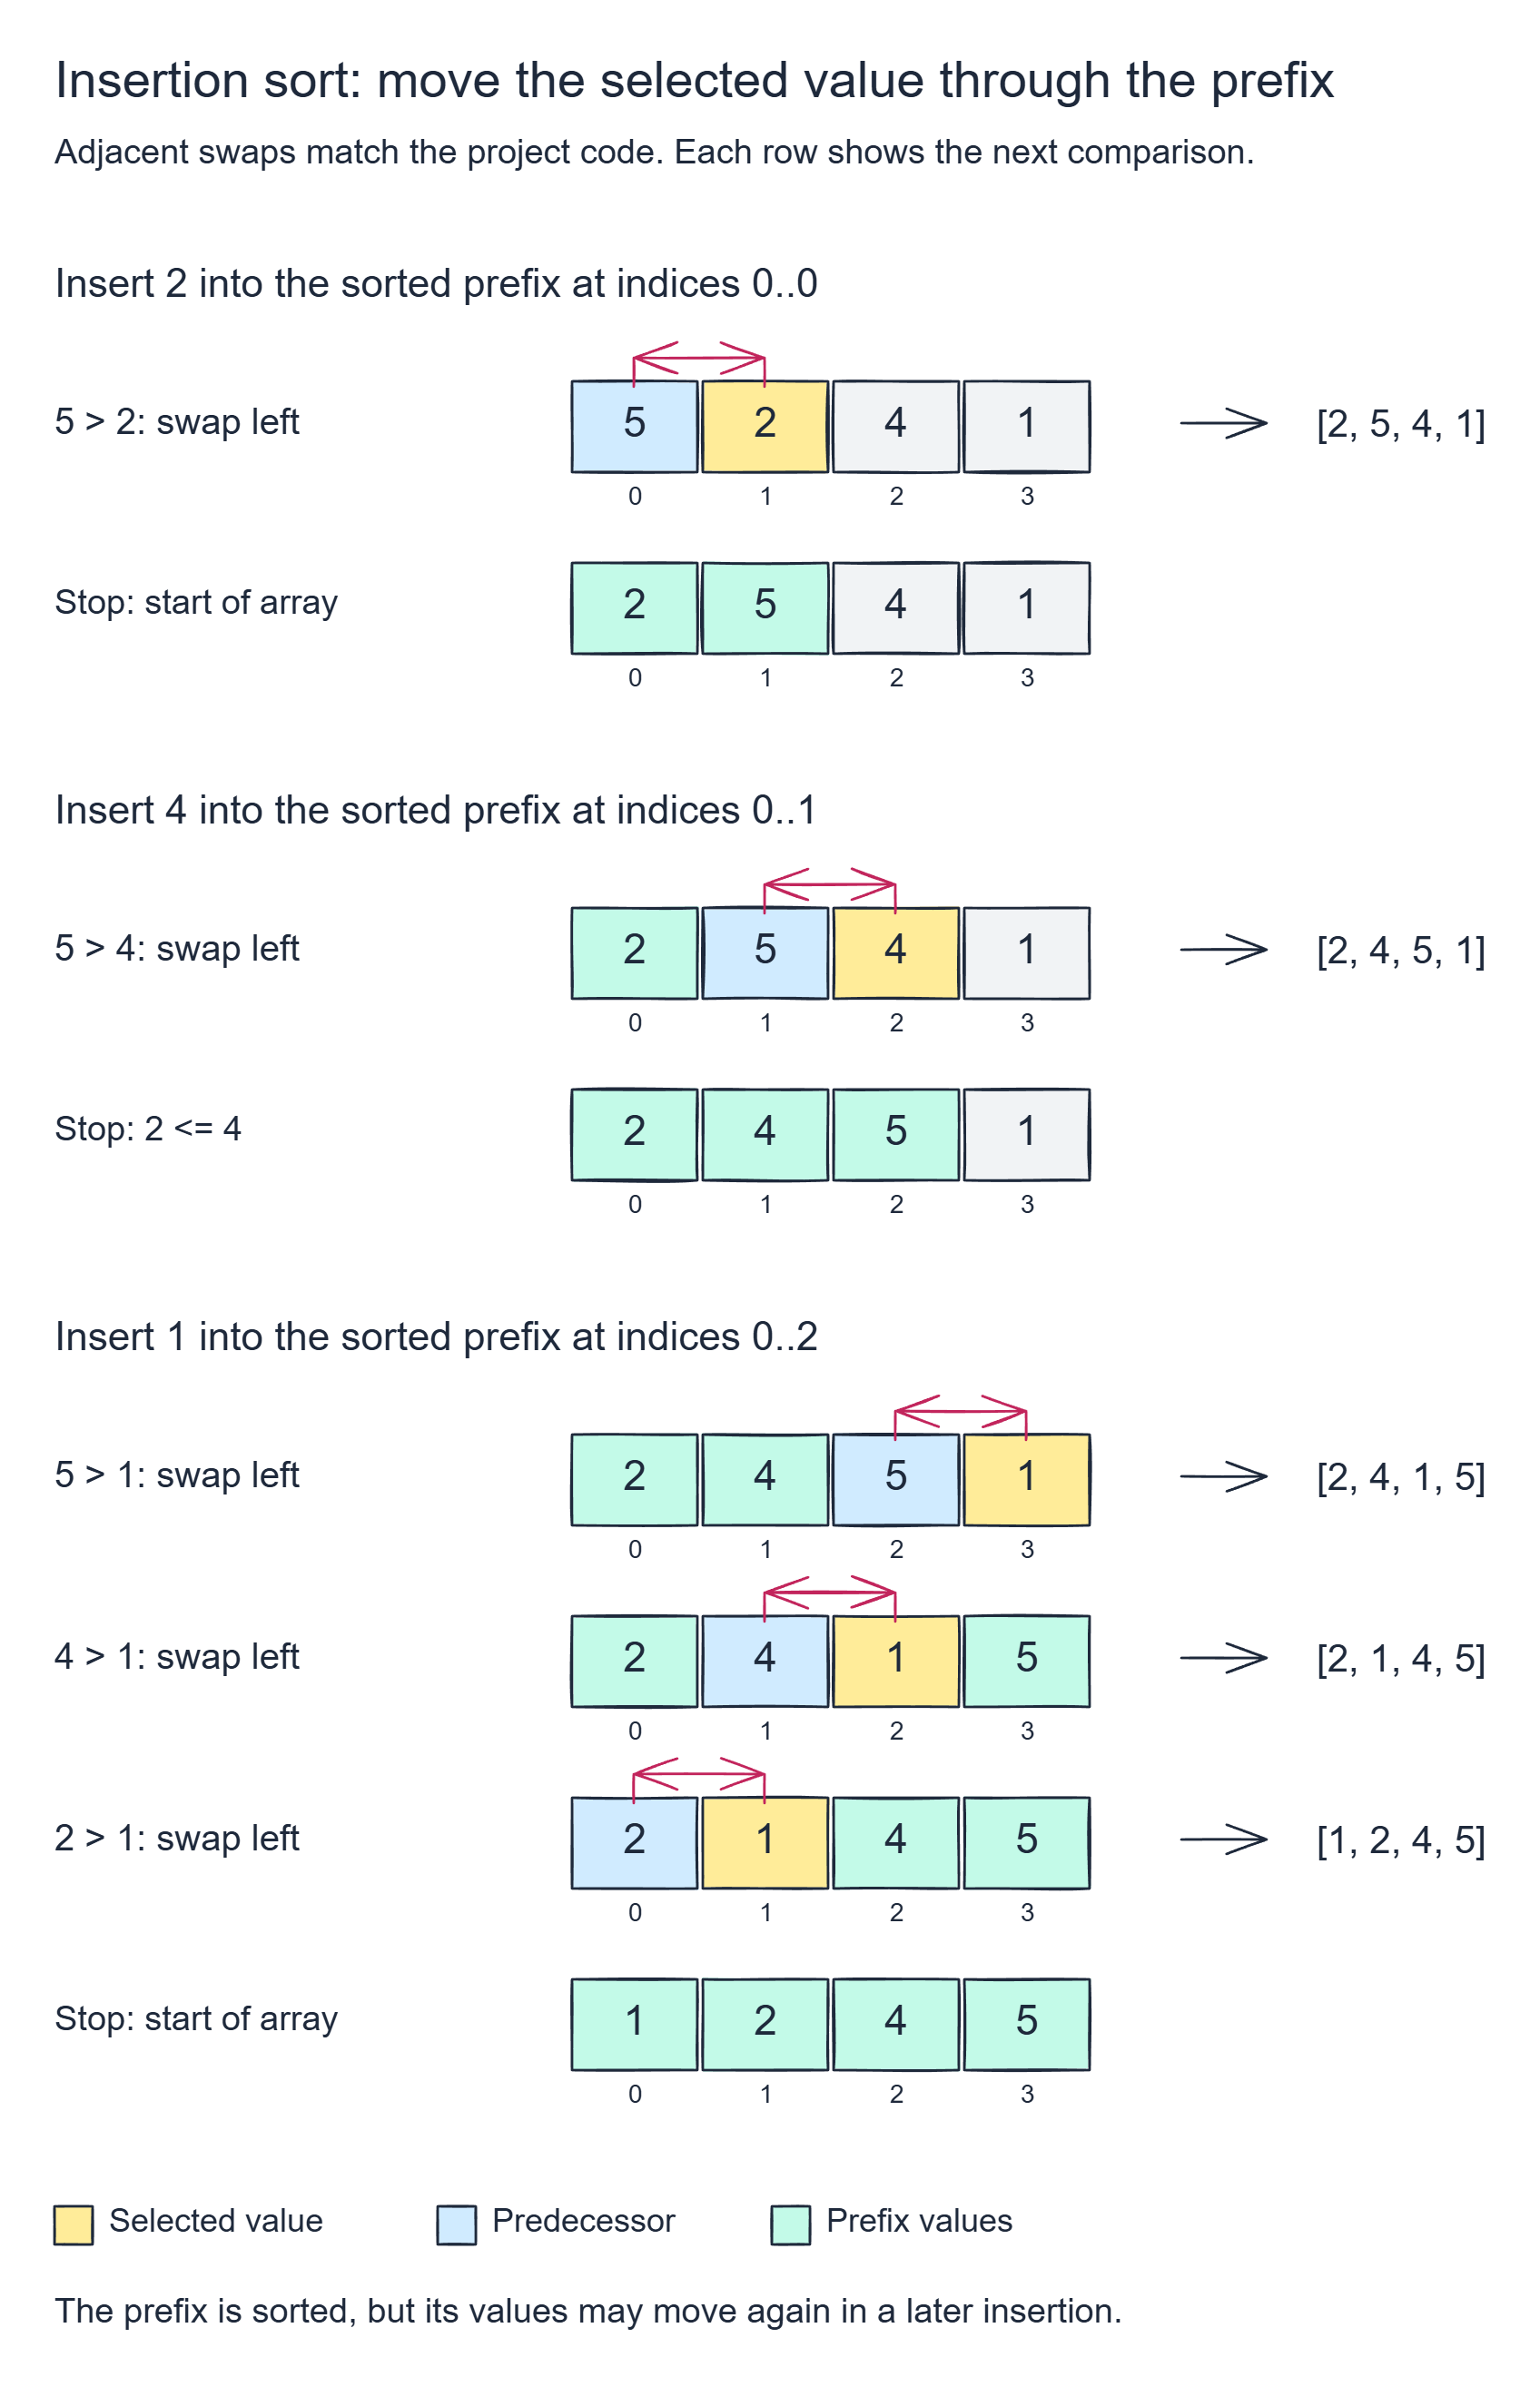 Insertion sort: move the selected value through the prefix
Adjacent swaps match the project code. Each row shows the next comparison.
Insert 2 into the sorted prefix at indices 0..0
5 > 2: swap left 5 2 4 1 [2, 5, 4, 1]
0 1 2 3
Stop: start of array 2 5 4 1
0 1 2 3
Insert 4 into the sorted prefix at indices 0..1
5 > 4: swap left 2 5 4 1 [2, 4, 5, 1]
0 1 2 3
Stop: 2 <= 4 2 4 5 1
0 1 2 3
Insert 1 into the sorted prefix at indices 0..2
5 > 1: swap left 2 4 5 1 [2, 4, 1, 5]
0 1 2 3
4 > 1: swap left 2 4 1 5 [2, 1, 4, 5]
0 1 2 3
2 > 1: swap left 2 1 4 5 [1, 2, 4, 5]
0 1 2 3
Stop: start of array 1 2 4 5
0 1 2 3
Selected value Predecessor Prefix values
The prefix is sorted, but its values may move again in a later insertion.